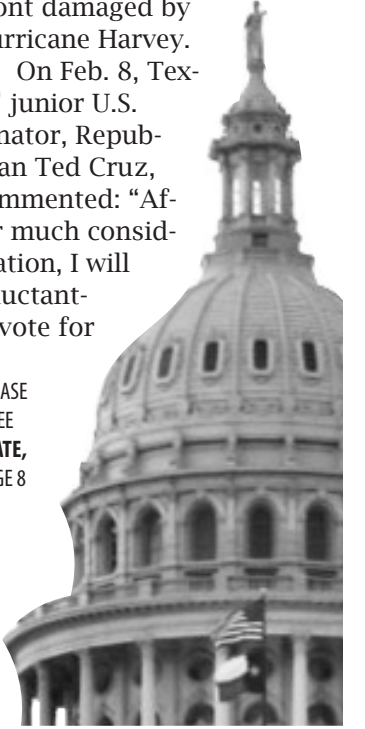 ont damaged by
urricane Harvey.
On Feb. 8, Tex-
junior U.S.
nator, Repub-
an Ted Cruz,
mmented: “Af-
r much consid-
ation, I will
luctant-
vote for
ASE
EE
ATE,
GE 8